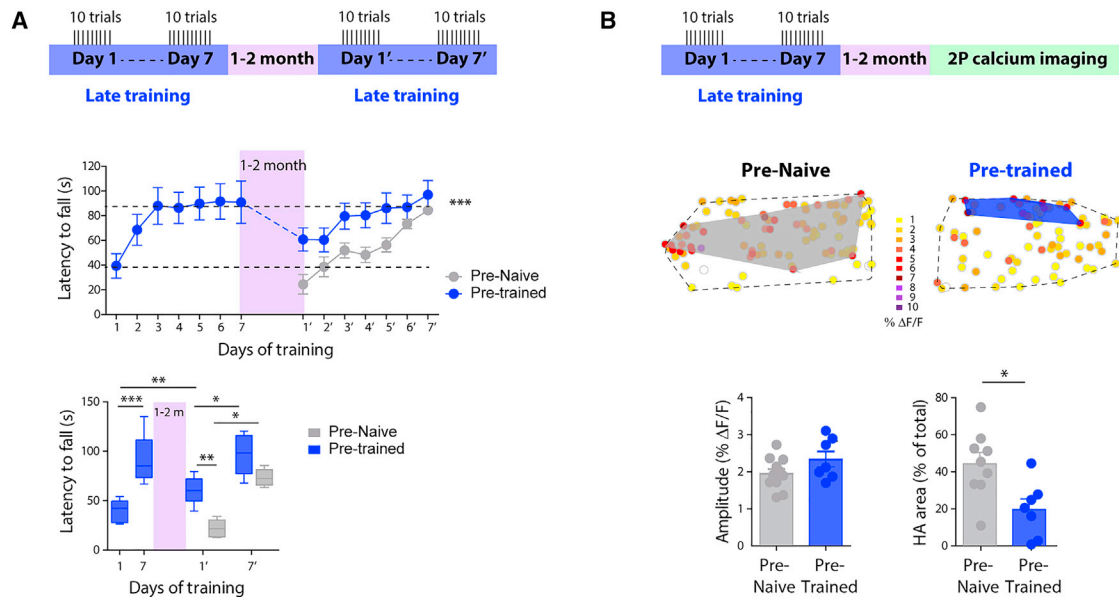 A
10 trials 10 trials 10 trials 10 trials
Day 1 Day 7 1-2 month Day 1′ Day 7′
Late training Late training
1-2 month
Latency to fall (s)
120
100
80
60
40
20
0
***
Pre-Naive
Pre-trained
1 2 3 4 5 6 7 1′ 2′ 3′ 4′ 5′ 6′ 7′
Days of training
Latency to fall (s)
150
100
50
0
** *** 1-2 m * * **
Pre-Naive
Pre-trained
1 7 1′ 7′
Days of training
B
10 trials 10 trials
Day 1 Day 7 1-2 month 2P calcium imaging
Late training
Pre-Naive Pre-trained
1
2
3
4
5
6
7
8
9
10
% ΔF/F
Amplitude (% ΔF/F)
4
3
2
1
0
Pre-
Naive
Pre-
Trained
HA area (% of total)
*
100
80
60
40
20
0
Pre-
Naive
Pre-
Trained